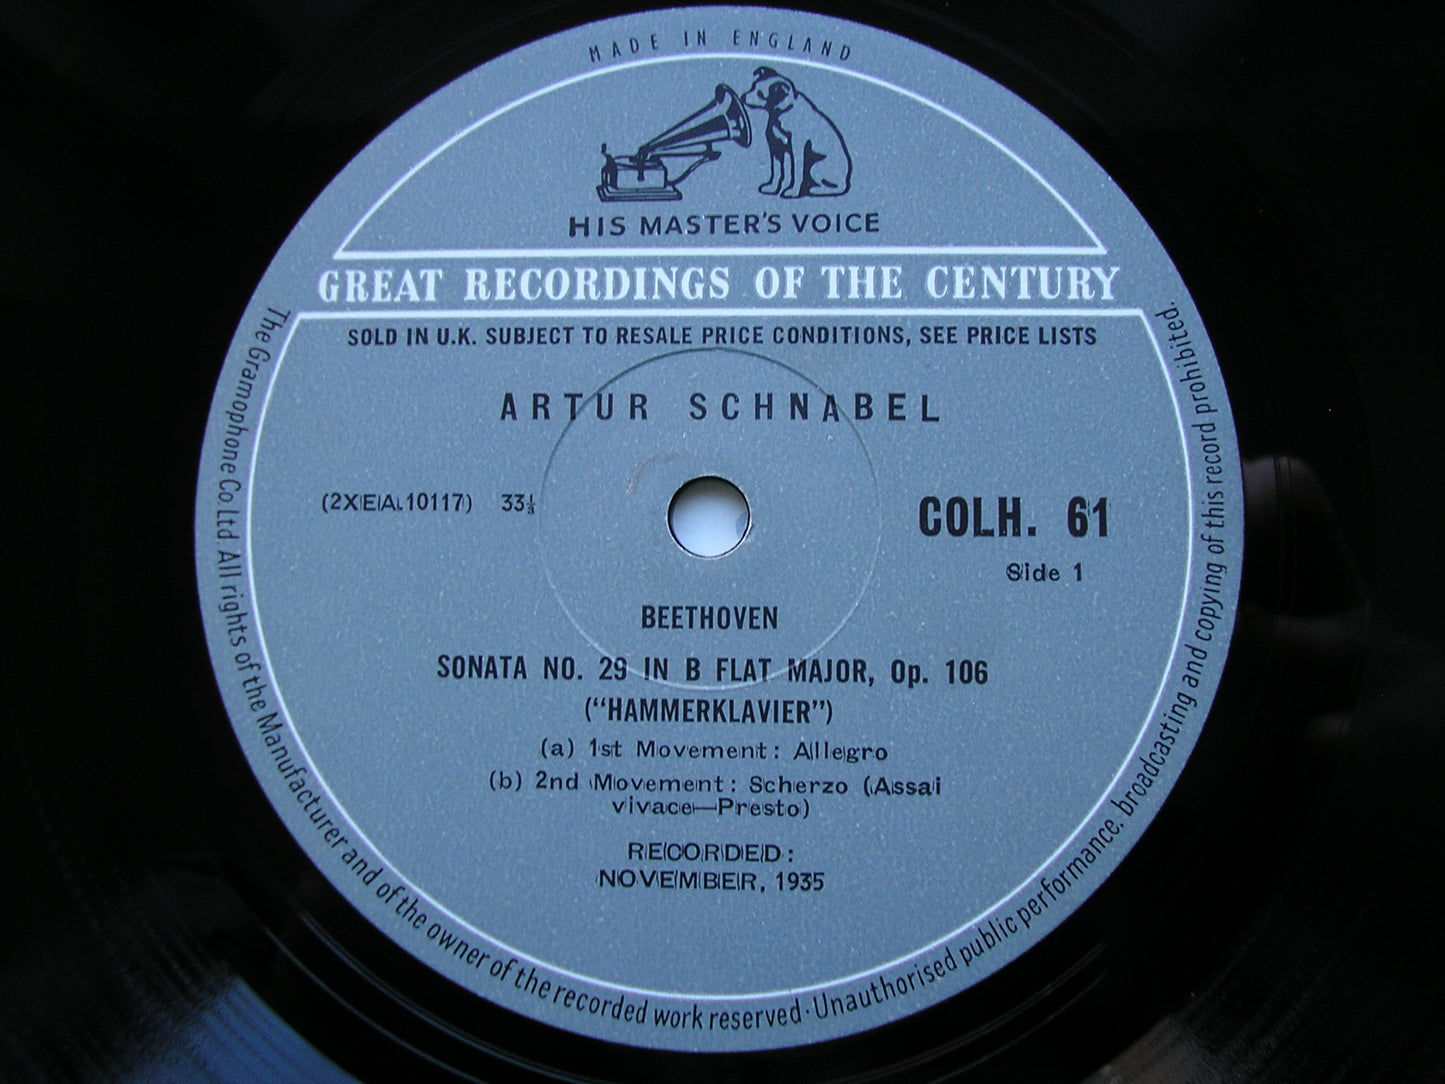 MADE IN ENGLAND
HIS MASTER'S VOICE
GREAT RECORDINGS OF THE CENTURY
SOLD IN U.K. SUBJECT TO RESALE PRICE CONDITIONS, SEE PRICE LISTS
ARTUR SCHNABEL
(2XEA.10117) 33⅓
COLH. 61
Side 1
BEETHOVEN
SONATA NO. 29 IN B FLAT MAJOR, Op. 106
("HAMMERKLAVIER")
(a) 1st Movement: Allegro
(b) 2nd Movement: Scherzo (Assai
vivace—Presto)
RECORDED:
NOVEMBER, 1935
The Gramophone Co. Ltd. All rights of the Manufacturer and of the owner of the recorded work reserved · Unauthorised public performance, broadcasting and copying of this record prohibited.